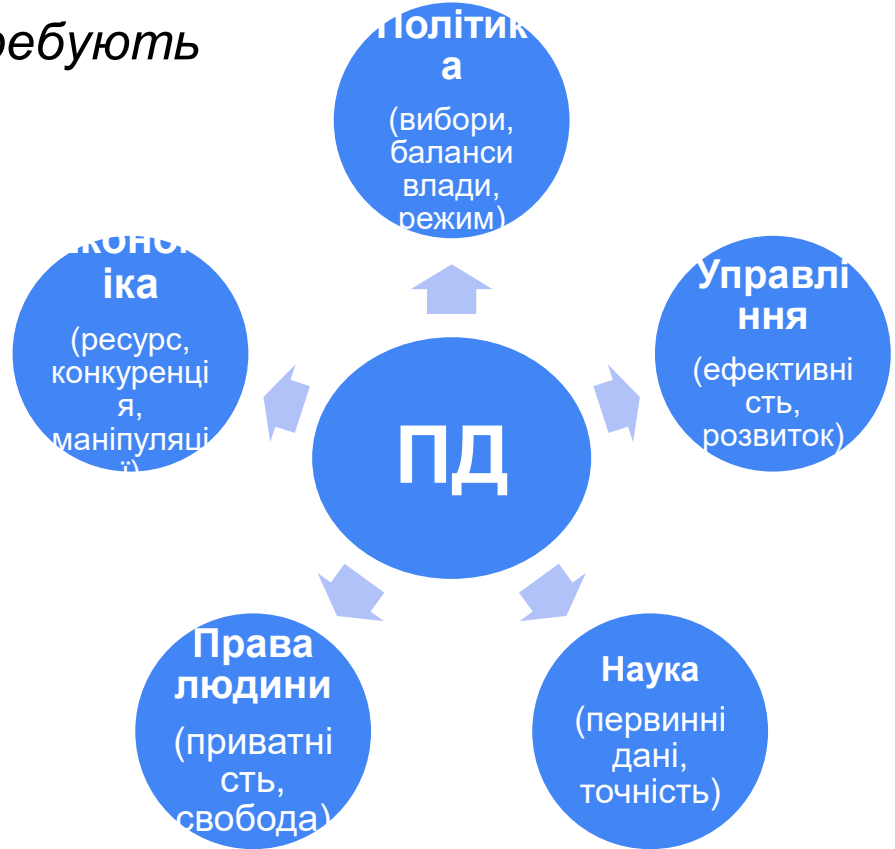 ребують
Політик
а
(вибори,
баланси
влади,
режим)
іка
(ресурс,
конкуренці
я,
маніпуляці
ї)
Управлі
ння
(ефективні
сть,
розвиток)
ПД
Права
людини
(приватні
сть,
свобода)
Наука
(первинні
дані,
точність)